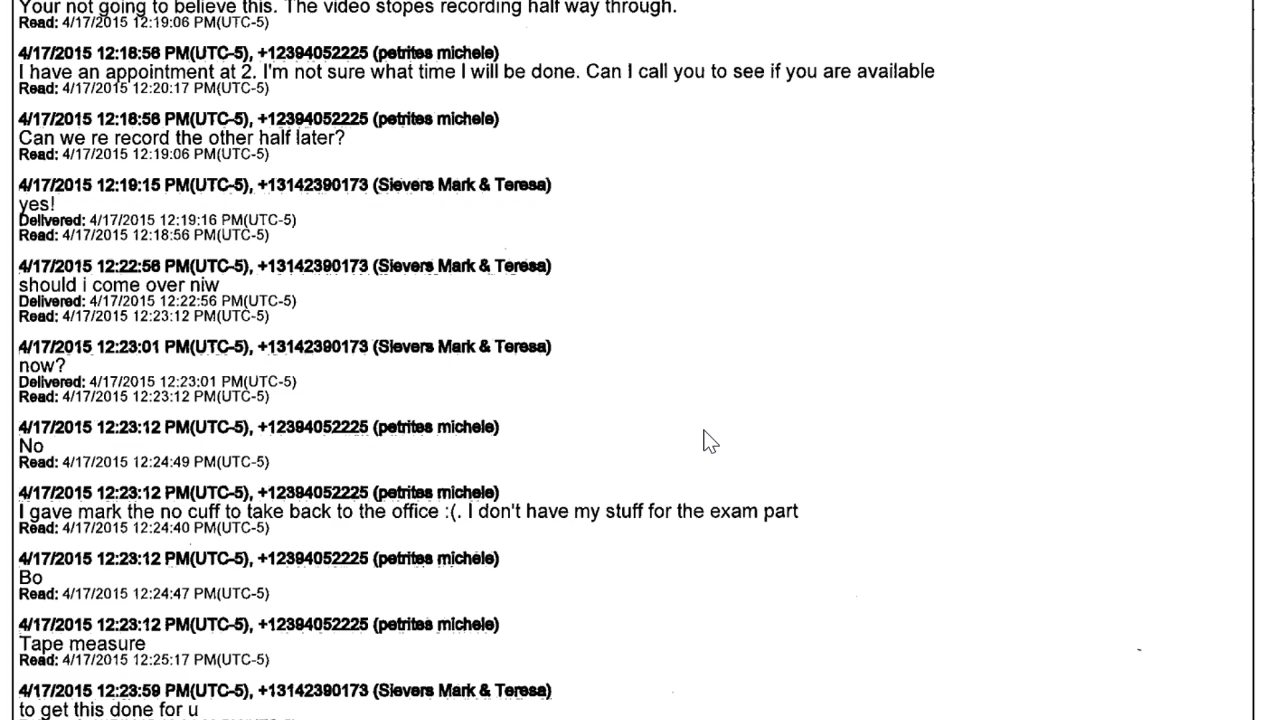 Your not going to believe this. The video stopes recording half way through.
Read: 4/17/2015 12:19:06 PM(UTC-5)
4/17/2015 12:18:56 PM(UTC-5), +12394052225 (petrites michele)
I have an appointment at 2. I'm not sure what time I will be done. Can I call you to see if you are available
Read: 4/17/2015 12:20:17 PM(UTC-5)
4/17/2015 12:18:56 PM(UTC-5), +12394052225 (petrites michele)
Can we re record the other half later?
Read: 4/17/2015 12:19:06 PM(UTC-5)
4/17/2015 12:19:15 PM(UTC-5), +13142390173 (Sievers Mark & Teresa)
yes!
Delivered: 4/17/2015 12:19:16 PM(UTC-5)
Read: 4/17/2015 12:18:56 PM(UTC-5)
4/17/2015 12:22:56 PM(UTC-5), +13142390173 (Sievers Mark & Teresa)
should i come over niw
Delivered: 4/17/2015 12:22:56 PM(UTC-5)
Read: 4/17/2015 12:23:12 PM(UTC-5)
4/17/2015 12:23:01 PM(UTC-5), +13142390173 (Sievers Mark & Teresa)
now?
Delivered: 4/17/2015 12:23:01 PM(UTC-5)
Read: 4/17/2015 12:23:12 PM(UTC-5)
4/17/2015 12:23:12 PM(UTC-5), +12394052225 (petrites michele)
No
Read: 4/17/2015 12:24:49 PM(UTC-5)
4/17/2015 12:23:12 PM(UTC-5), +12394052225 (petrites michele)
I gave mark the no cuff to take back to the office :(. I don't have my stuff for the exam part
Read: 4/17/2015 12:24:40 PM(UTC-5)
4/17/2015 12:23:12 PM(UTC-5), +12394052225 (petrites michele)
Bo
Read: 4/17/2015 12:24:47 PM(UTC-5)
4/17/2015 12:23:12 PM(UTC-5), +12394052225 (petrites michele)
Tape measure
Read: 4/17/2015 12:25:17 PM(UTC-5)
4/17/2015 12:23:59 PM(UTC-5), +13142390173 (Sievers Mark & Teresa)
to get this done for u